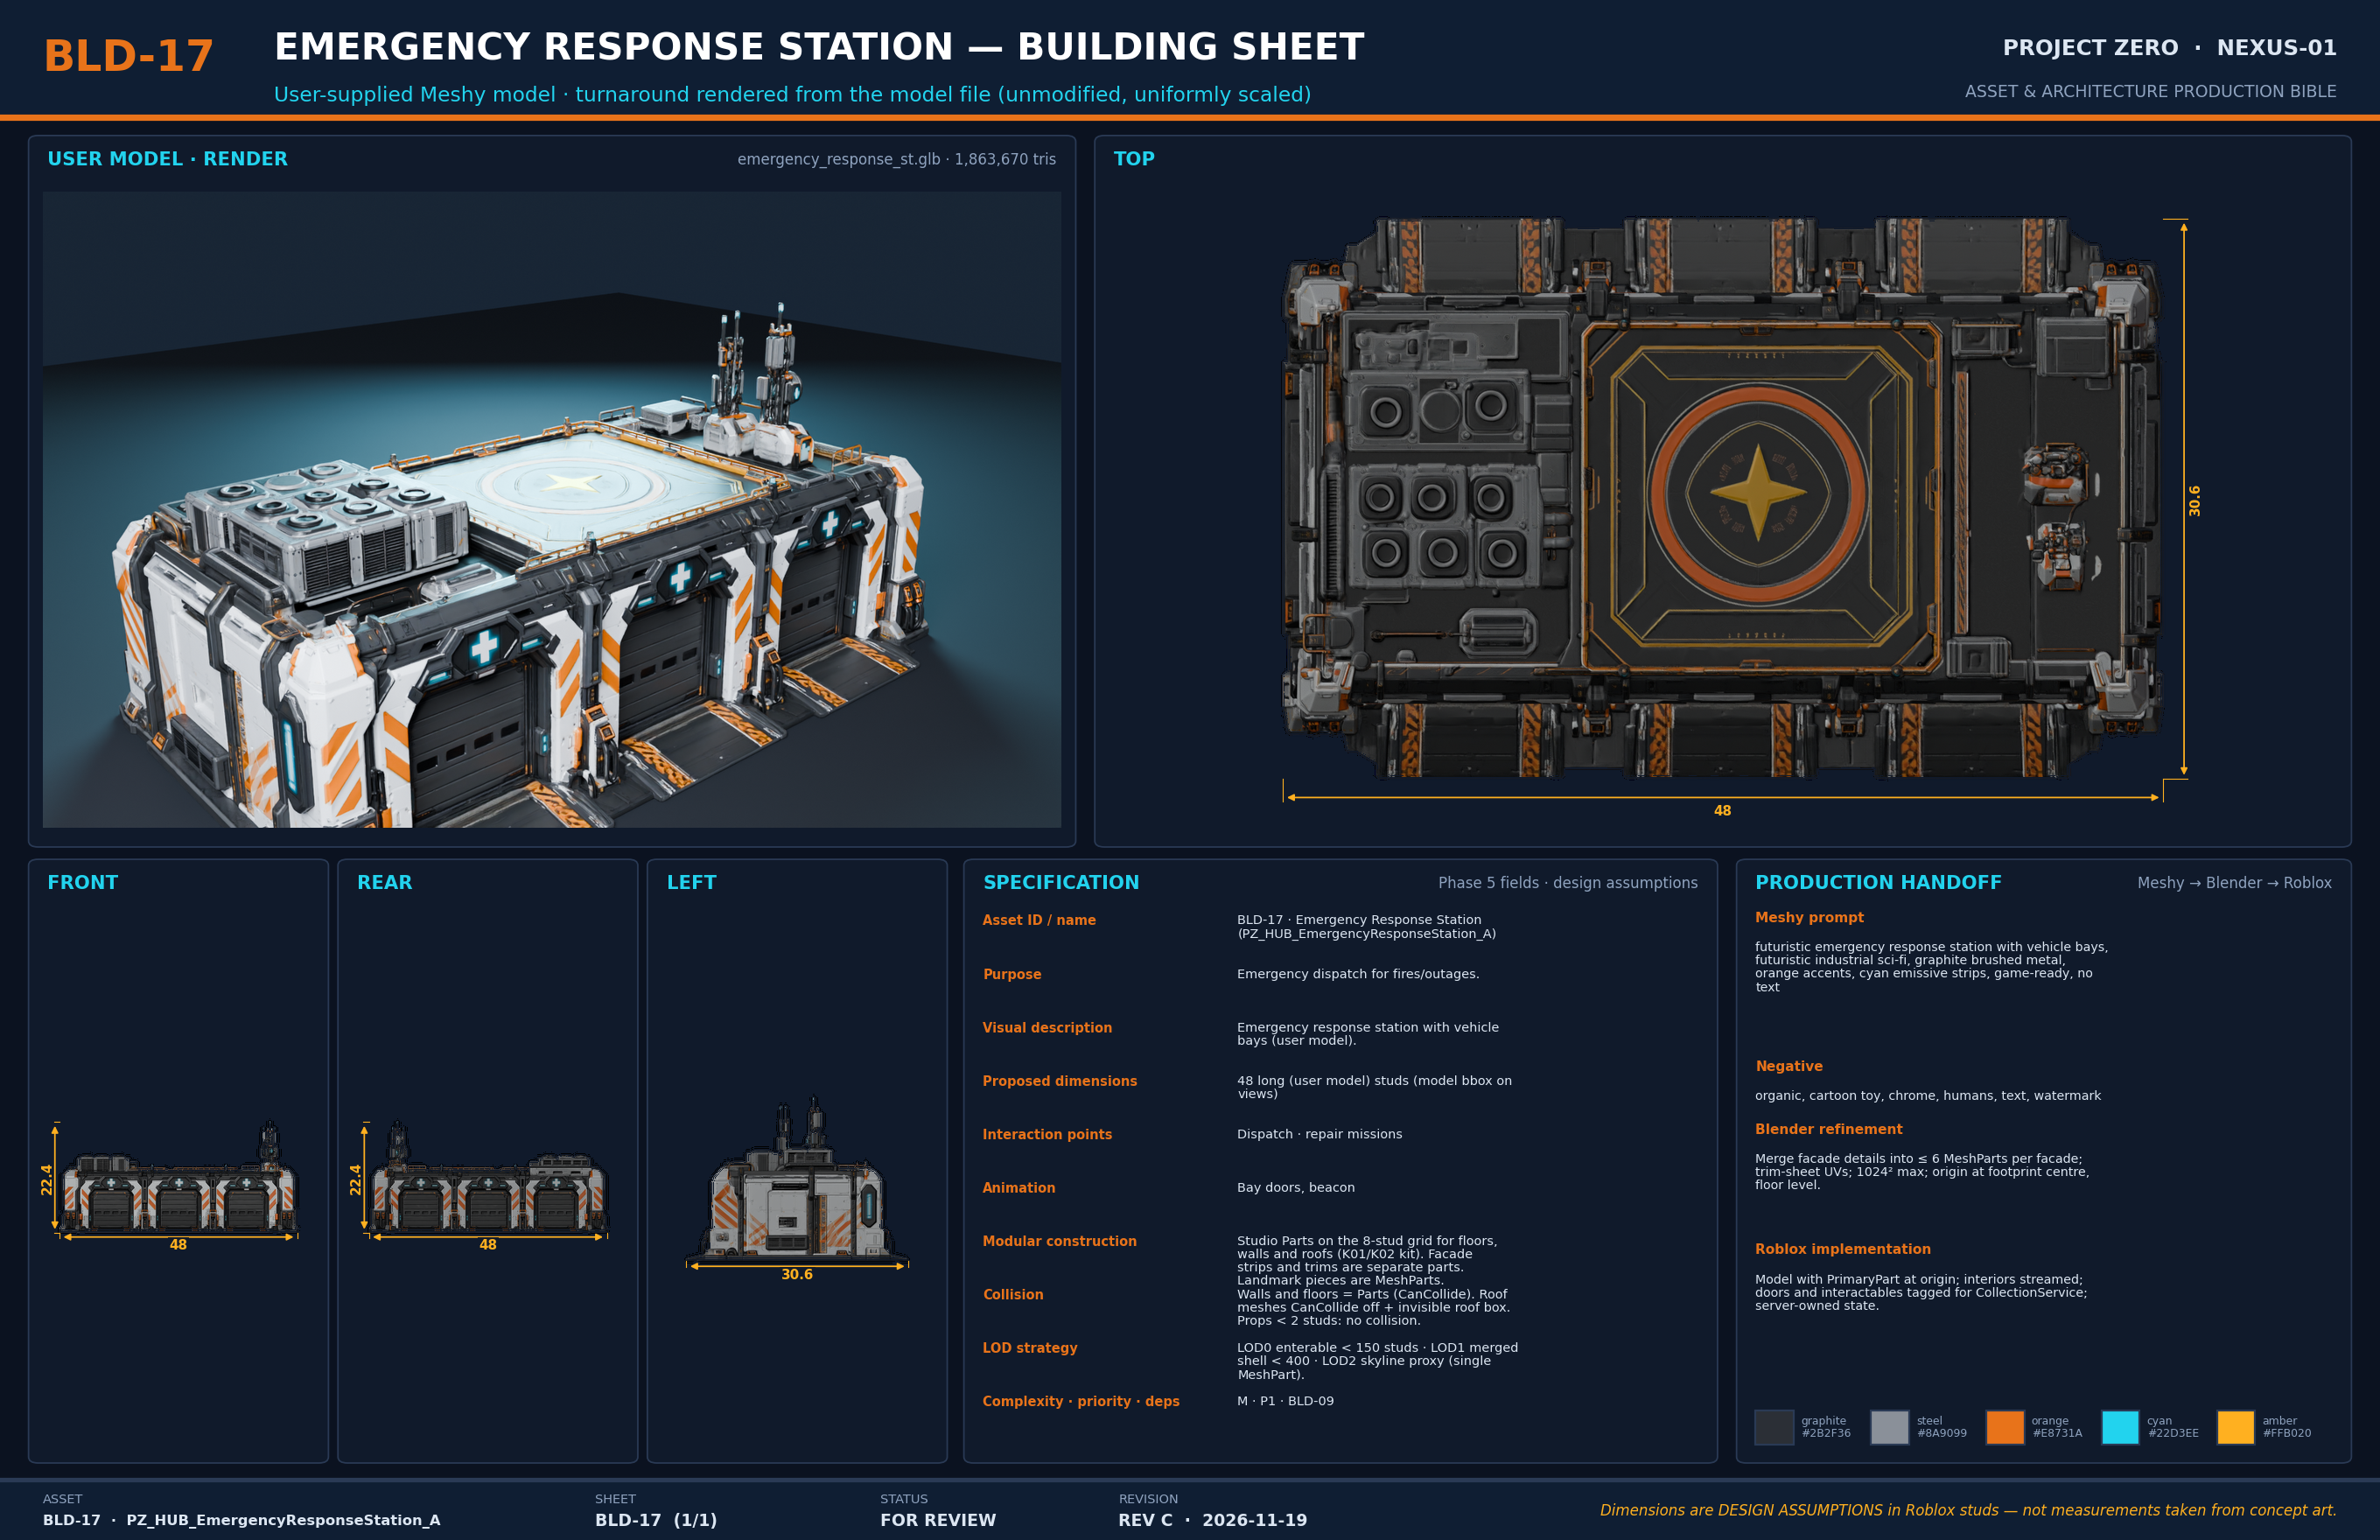 BLD-17
EMERGENCY RESPONSE STATION — BUILDING SHEET
User-supplied Meshy model · turnaround rendered from the model file (unmodified, uniformly scaled)
PROJECT ZERO · NEXUS-01
ASSET & ARCHITECTURE PRODUCTION BIBLE
USER MODEL · RENDER
emergency_response_st.glb · 1,863,670 tris
TOP
30.6
48
FRONT
22.4
48
REAR
22.4
48
LEFT
30.6
SPECIFICATION
Phase 5 fields · design assumptions
Asset ID / name
BLD-17 · Emergency Response Station
(PZ_HUB_EmergencyResponseStation_A)
Purpose
Emergency dispatch for fires/outages.
Visual description
Emergency response station with vehicle
bays (user model).
Proposed dimensions
48 long (user model) studs (model bbox on
views)
Interaction points
Dispatch · repair missions
Animation
Bay doors, beacon
Modular construction
Studio Parts on the 8-stud grid for floors,
walls and roofs (K01/K02 kit). Facade
strips and trims are separate parts.
Landmark pieces are MeshParts.
Collision
Walls and floors = Parts (CanCollide). Roof
meshes CanCollide off + invisible roof box.
Props < 2 studs: no collision.
LOD strategy
LOD0 enterable < 150 studs · LOD1 merged
shell < 400 · LOD2 skyline proxy (single
MeshPart).
Complexity · priority · deps
M · P1 · BLD-09
PRODUCTION HANDOFF
Meshy → Blender → Roblox
Meshy prompt
futuristic emergency response station with vehicle bays,
futuristic industrial sci-fi, graphite brushed metal,
orange accents, cyan emissive strips, game-ready, no
text
Negative
organic, cartoon toy, chrome, humans, text, watermark
Blender refinement
Merge facade details into ≤ 6 MeshParts per facade;
trim-sheet UVs; 1024² max; origin at footprint centre,
floor level.
Roblox implementation
Model with PrimaryPart at origin; interiors streamed;
doors and interactables tagged for CollectionService;
server-owned state.
graphite
#2B2F36
steel
#8A9099
orange
#E8731A
cyan
#22D3EE
amber
#FFB020
ASSET
BLD-17 · PZ_HUB_EmergencyResponseStation_A
SHEET
BLD-17 (1/1)
STATUS
FOR REVIEW
REVISION
REV C · 2026-11-19
Dimensions are DESIGN ASSUMPTIONS in Roblox studs — not measurements taken from concept art.